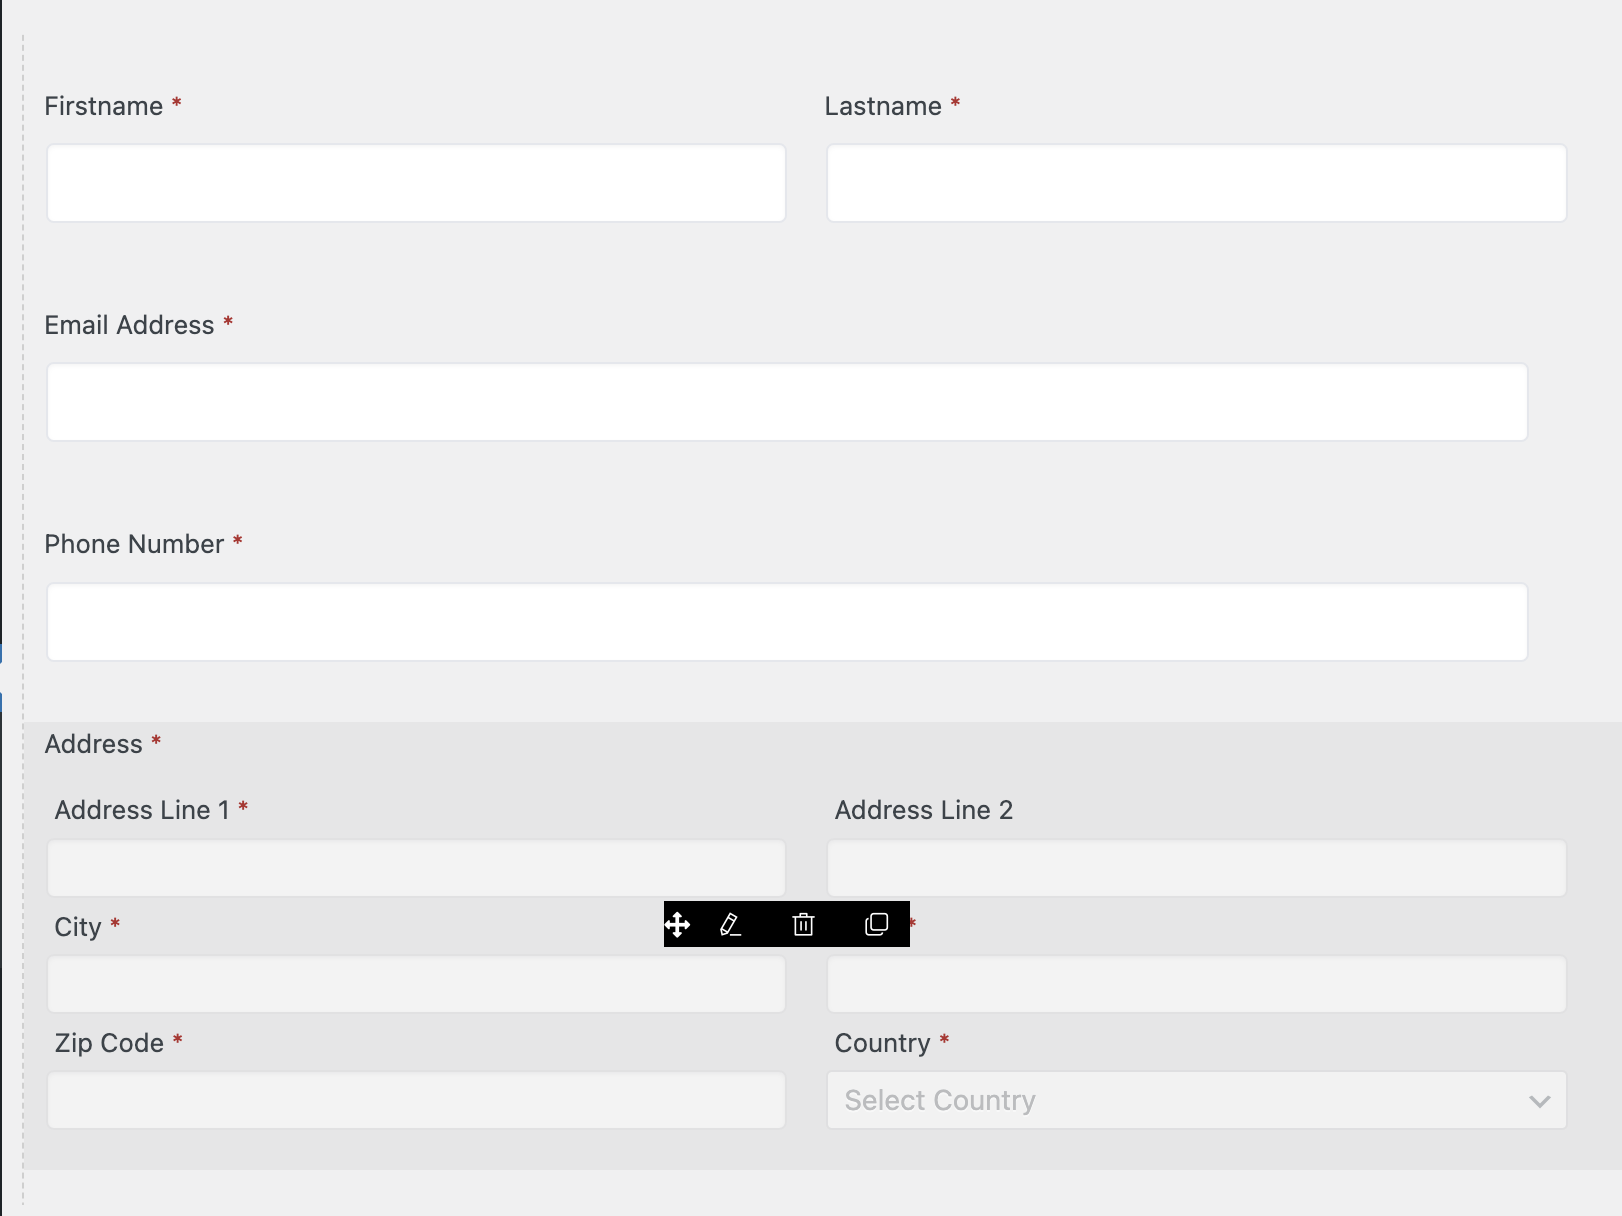 Firstname *
Lastname *
Email Address *
Phone Number *
Address *
Address Line 1 *
Address Line 2
City *
*
Zip Code *
Country *
Select Country